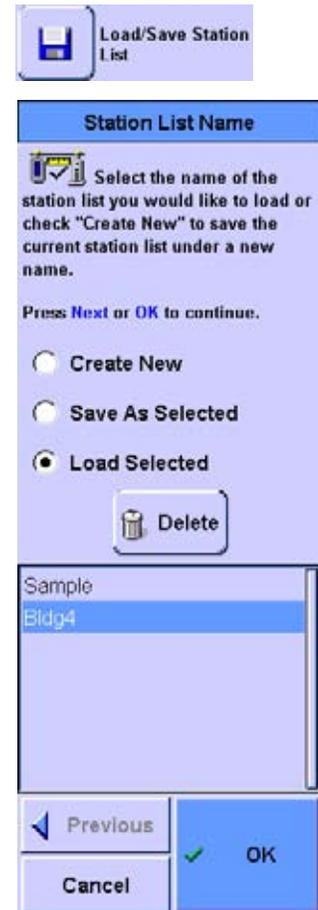 Load/Save Station
List
Station List Name
Select the name of the
station list you would like to load or
check "Create New" to save the
current station list under a new
name.
Press Next or OK to continue.
Create New
Save As Selected
Load Selected
Delete
Sample
Bldg4
Previous
OK
Cancel